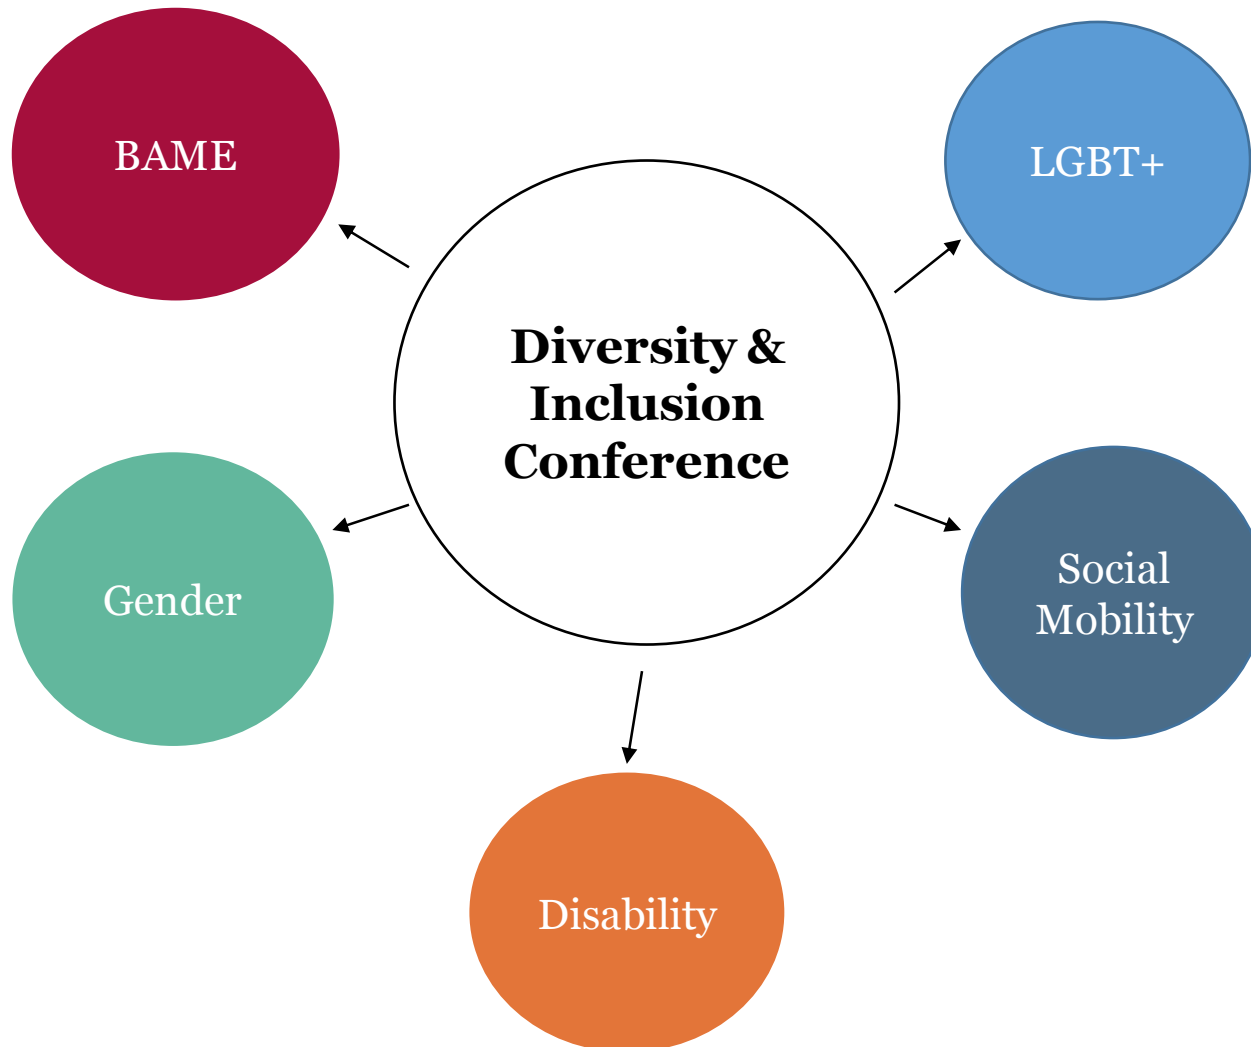 BAME
LGBT+
Diversity &
Inclusion
Conference
Gender
Social
Mobility
Disability